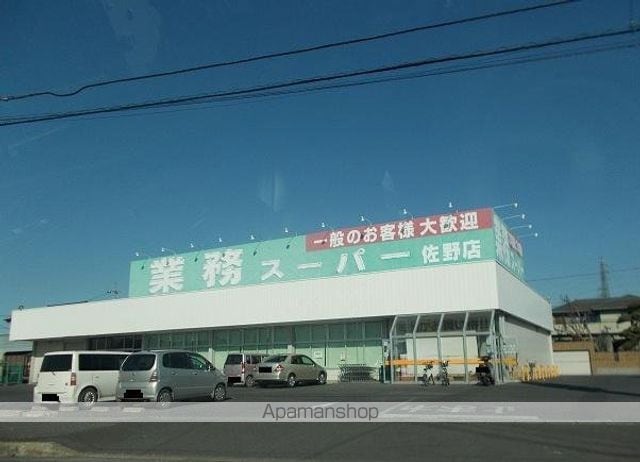 一般のお客様 大歓迎
業務スーパー 佐野店
Apamanshop